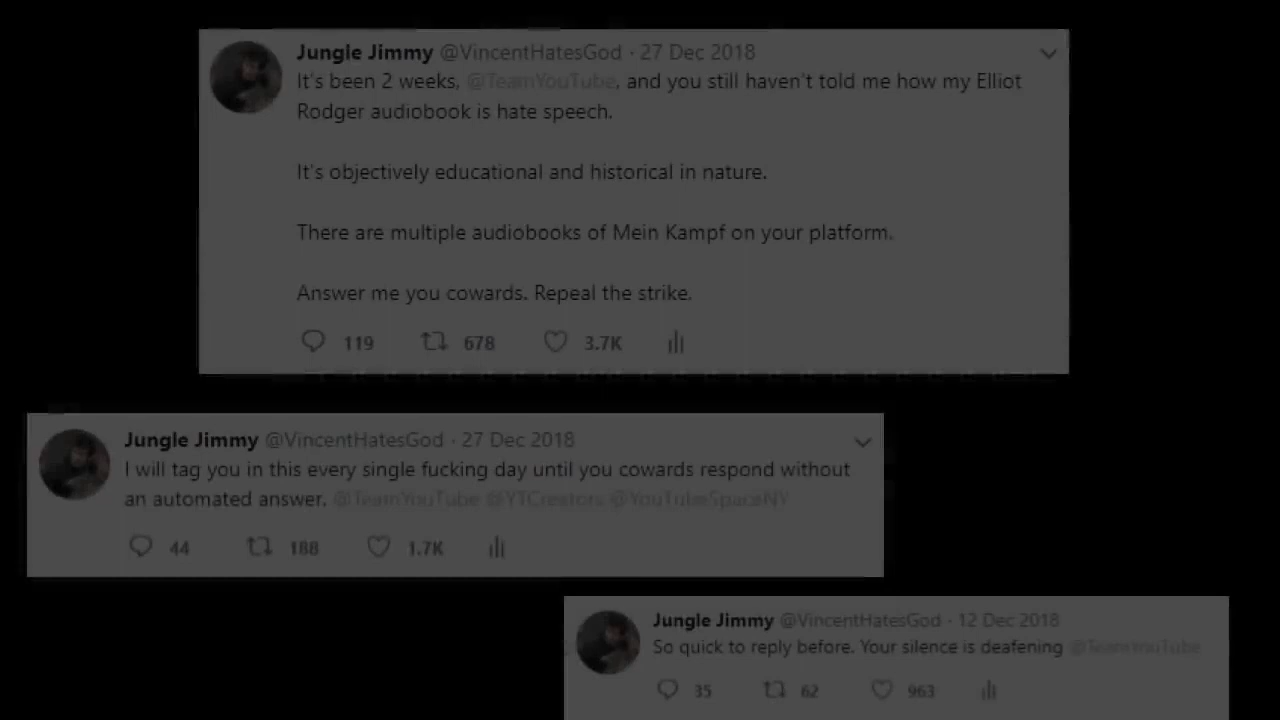 Jungle Jimmy @VincentHatesGod · 27 Dec 2018
It's been 2 weeks, @TeamYouTube, and you still haven't told me how my Elliot
Rodger audiobook is hate speech.
It's objectively educational and historical in nature.
There are multiple audiobooks of Mein Kampf on your platform.
Answer me you cowards. Repeal the strike.
119 678 3.7K
Jungle Jimmy @VincentHatesGod · 27 Dec 2018
I will tag you in this every single fucking day until you cowards respond without
an automated answer. @TeamYouTube @YTCreators @YouTubeSpaceNY
44 188 1.7K
Jungle Jimmy @VincentHatesGod · 12 Dec 2018
So quick to reply before. Your silence is deafening @TeamYouTube
35 62 963